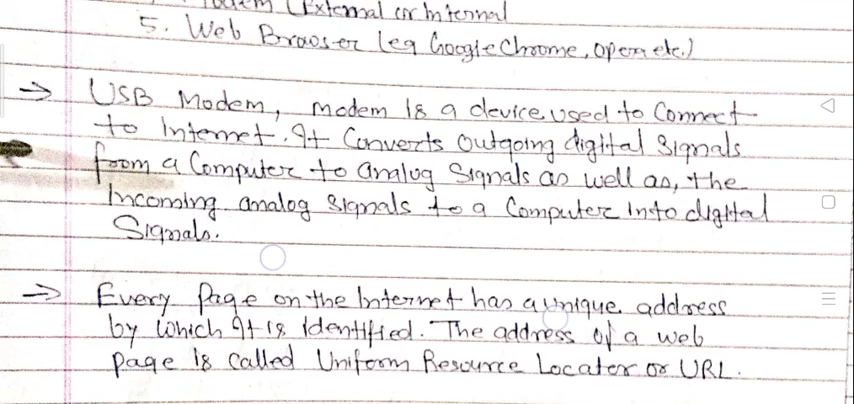 Modem (External or Internal
5. Web Browser (eg Google Chrome, opera etc.)
→ USB Modem, modem is a device used to Connect
to Internet. It Converts Outgoing digital Signals
from a Computer to analog Signals as well as, the
Incoming analog Signals to a Computer into digital
Signals.
→ Every Page on the Internet has a unique address
by which It is identified. The address of a web
page is called Uniform Resource Locator or URL.